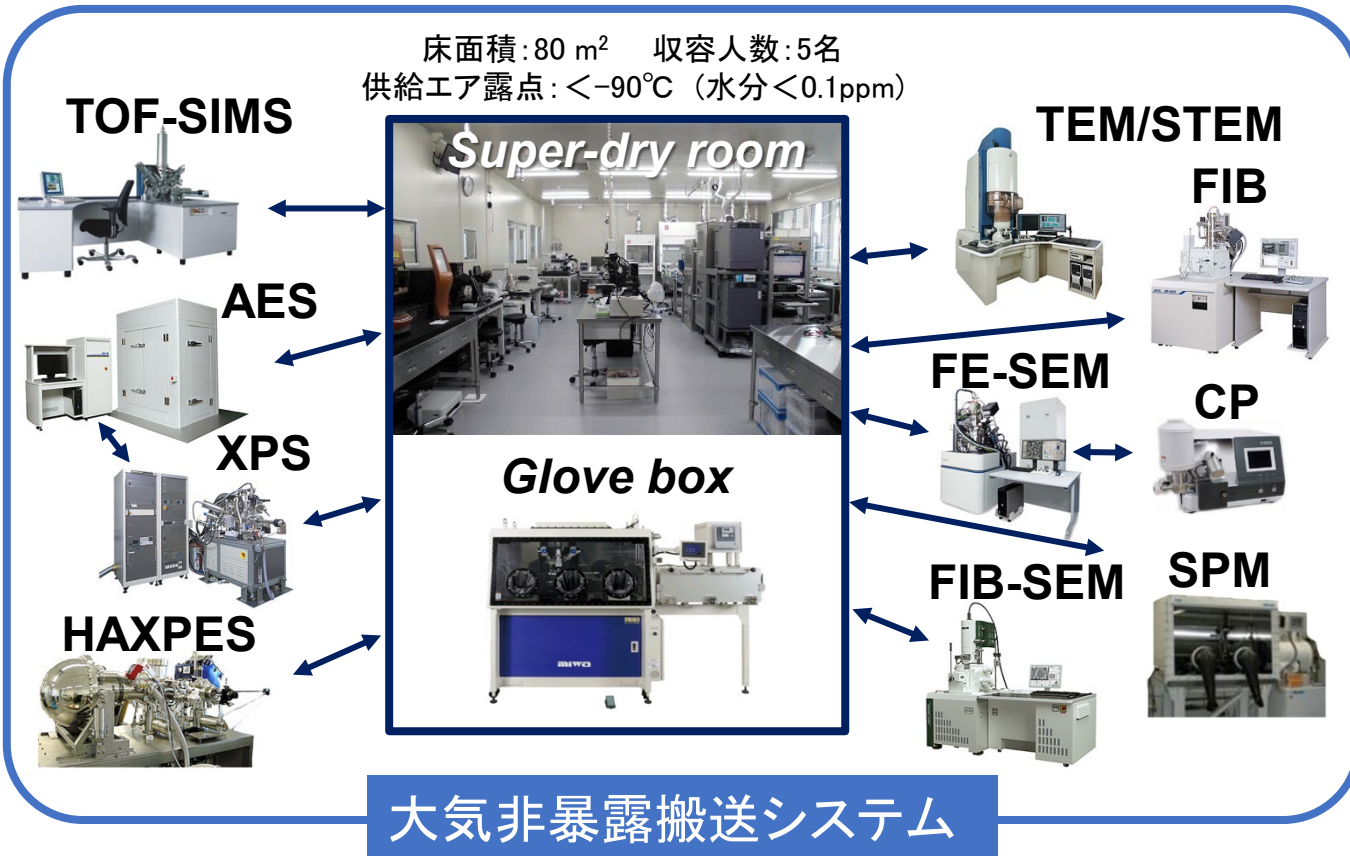 床面積：80 m² 収容人数：5名
供給エア露点：＜-90℃（水分＜0.1ppm）
TOF-SIMS
AES
XPS
HAXPES
Super-dry room
Glove box
miwa
TEM/STEM
FIB
FE-SEM
CP
FIB-SEM
SPM
大気非暴露搬送システム